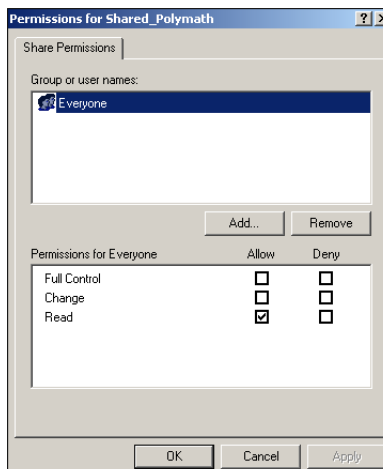 Permissions for Shared_Polymath
Share Permissions
Group or user names:
Everyone
Add... Remove
Permissions for Everyone Allow Deny
Full Control
Change
Read
OK Cancel Apply